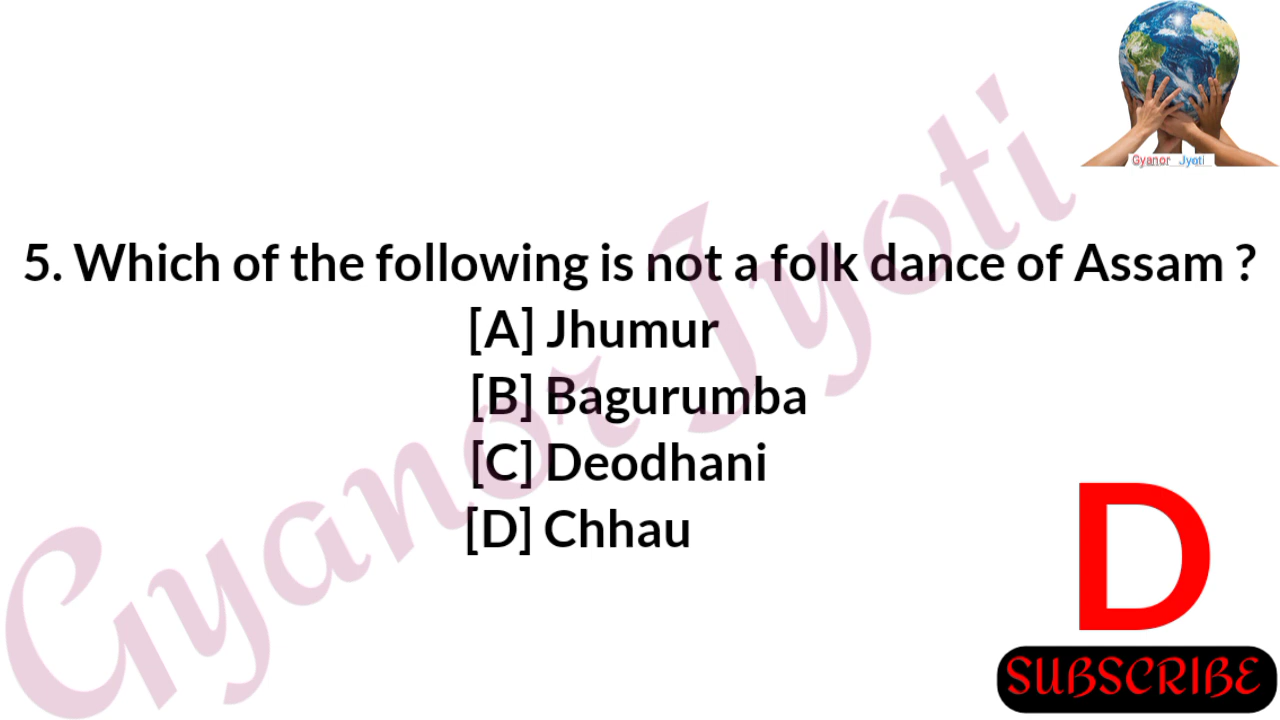 Gyanor Jyoti
5. Which of the following is not a folk dance of Assam ?
[A] Jhumur
[B] Bagurumba
[C] Deodhani
[D] Chhau
D
SUBSCRIBE
Gyanor Jyoti